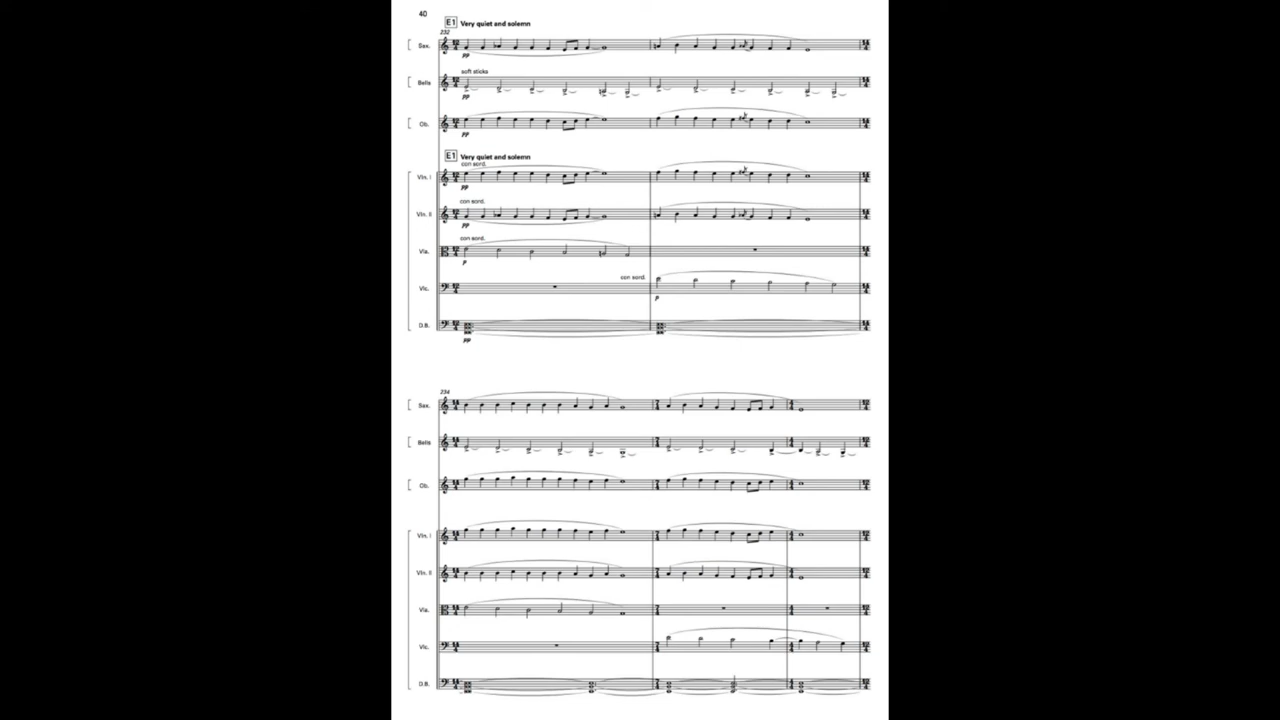 40
E1 Very quiet and solemn
232
Sax.
pp
soft sticks
Bells
pp
Ob.
pp
E1 Very quiet and solemn
con sord.
Vln. I
pp
con sord.
Vln. II
pp
con sord.
Vla.
p
con sord.
Vlc.
p
D.B.
pp
234
Sax.
Bells
Ob.
Vln. I
Vln. II
Vla.
Vlc.
D.B.